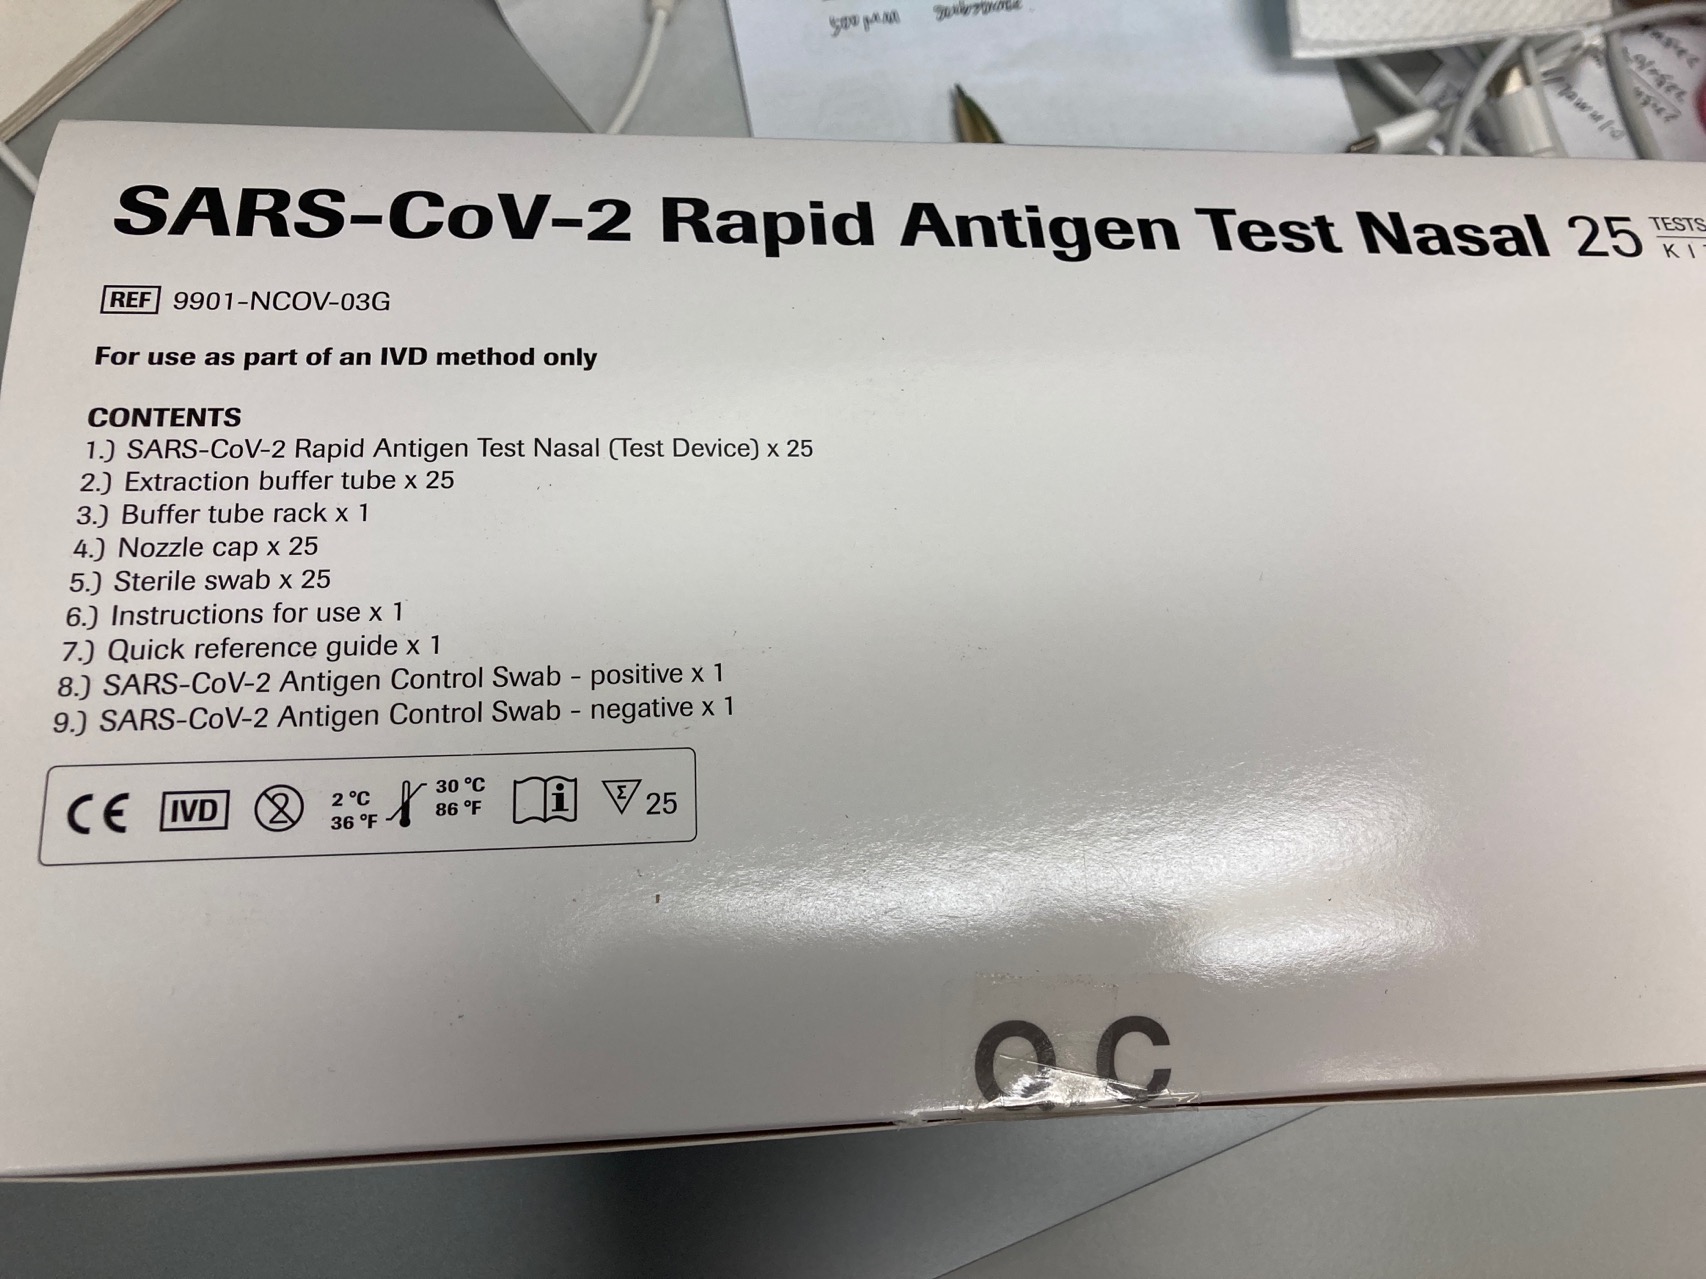 SARS-CoV-2 Rapid Antigen Test Nasal 25 TESTS
REF 9901-NCOV-03G
For use as part of an IVD method only
CONTENTS
1.) SARS-CoV-2 Rapid Antigen Test Nasal (Test Device) x 25
2.) Extraction buffer tube x 25
3.) Buffer tube rack x 1
4.) Nozzle cap x 25
5.) Sterile swab x 25
6.) Instructions for use x 1
7.) Quick reference guide x 1
8.) SARS-CoV-2 Antigen Control Swab - positive x 1
9.) SARS-CoV-2 Antigen Control Swab - negative x 1
CE IVD 2 2 °C 30 °C i Σ 25
36 °F 86 °F
QC